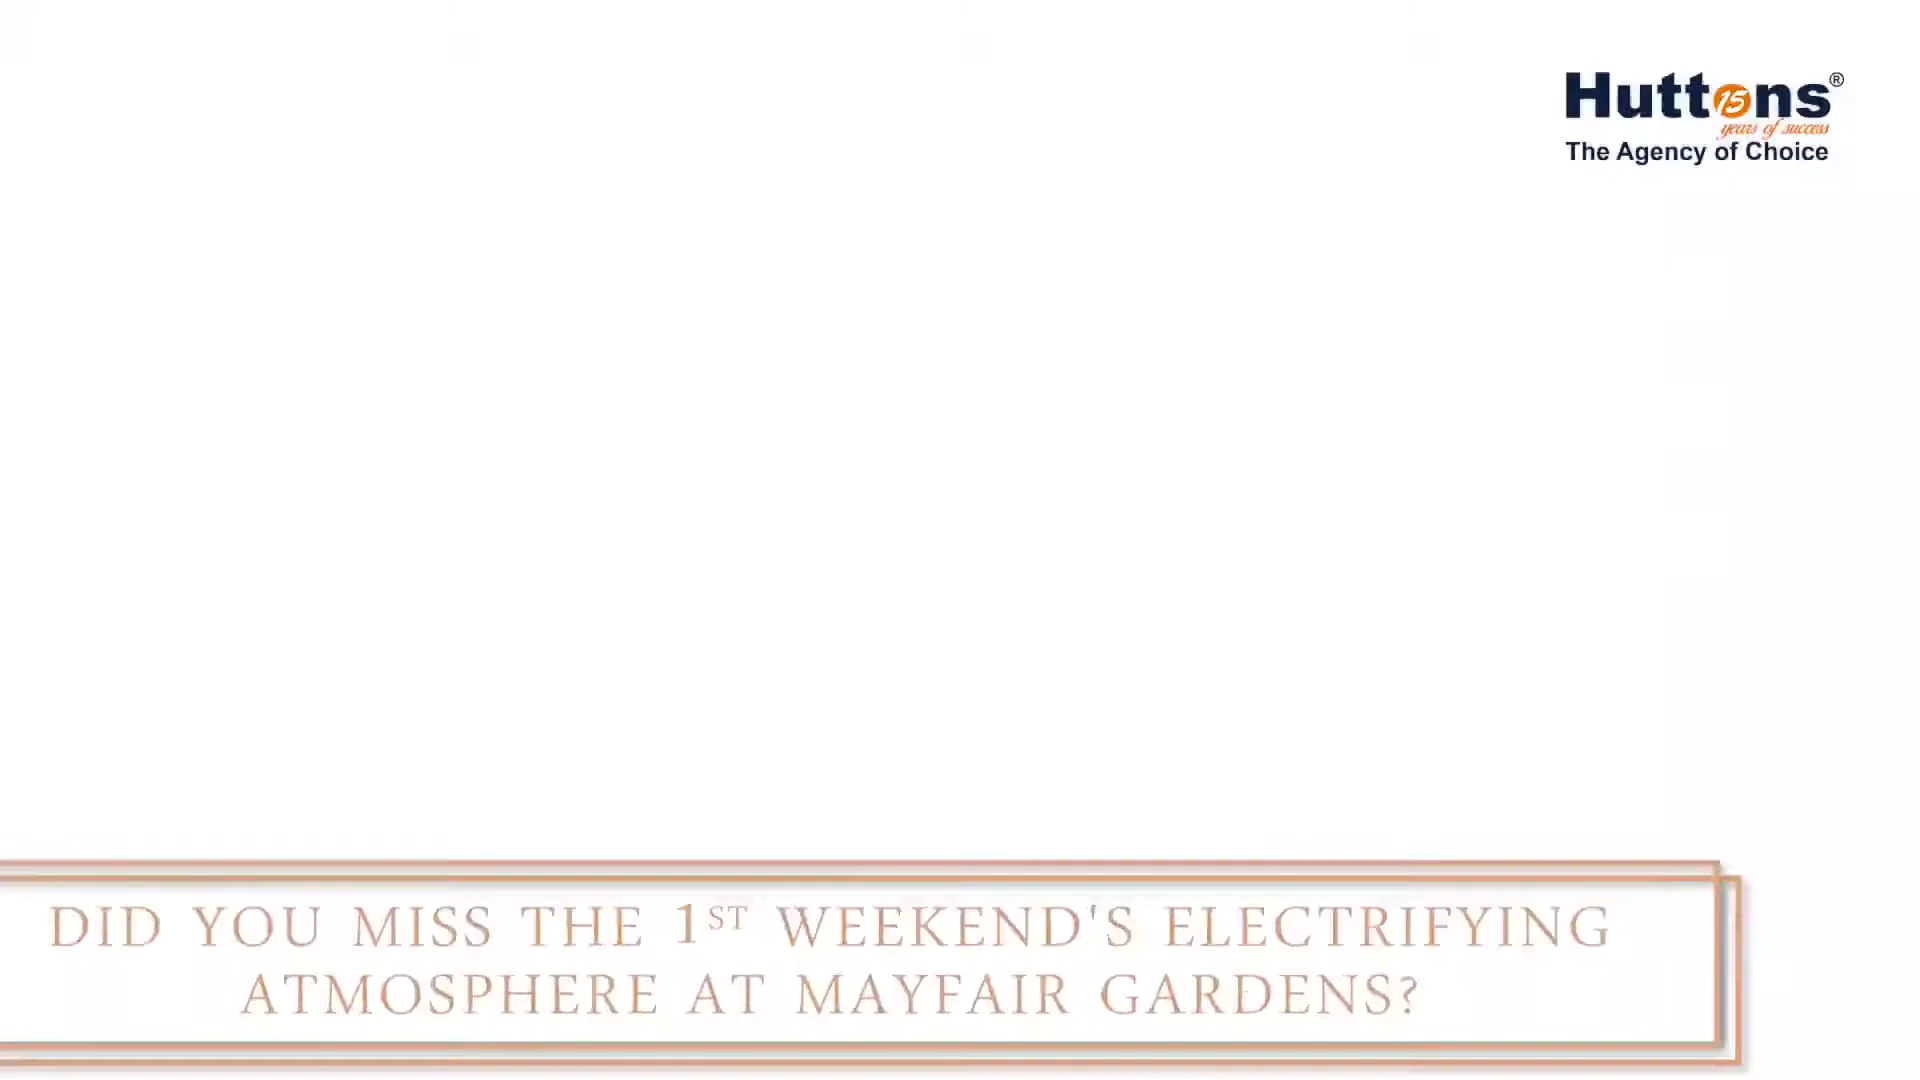 Huttons®
15
years of success
The Agency of Choice
DID YOU MISS THE 1ST WEEKEND'S ELECTRIFYING
ATMOSPHERE AT MAYFAIR GARDENS?